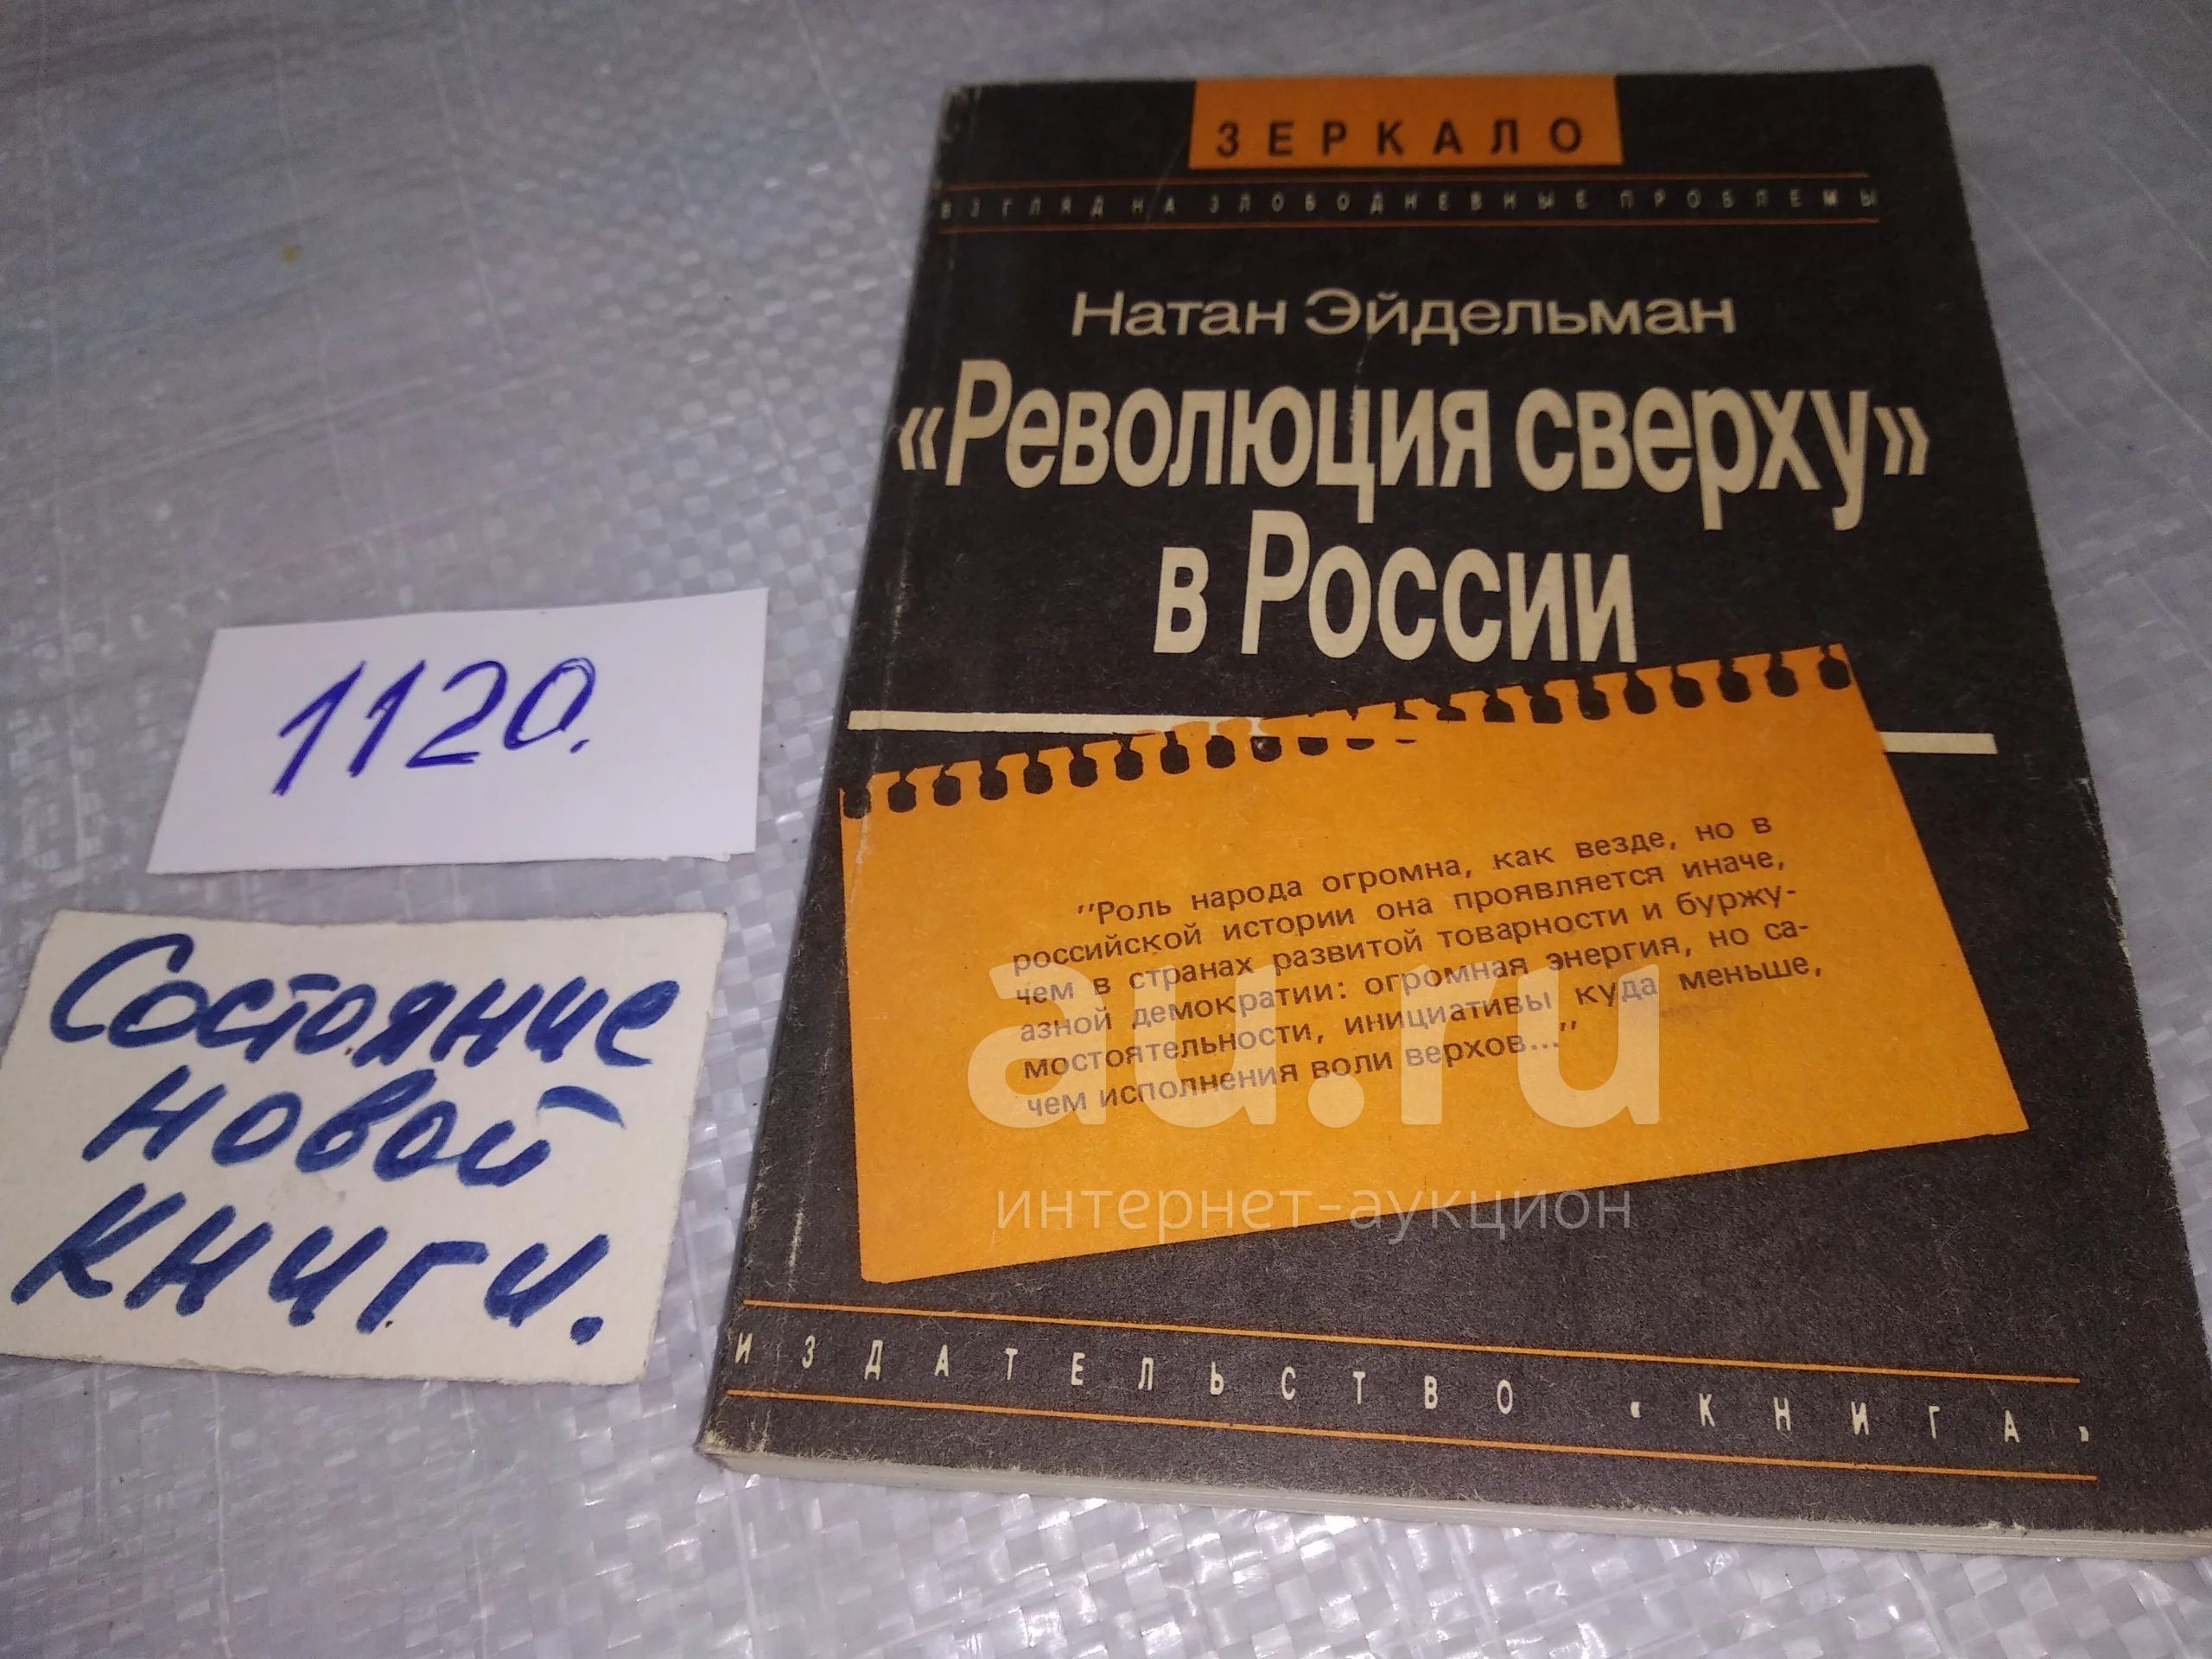 ЗЕРКАЛО
ВЗГЛЯД НА ЗЛОБОДНЕВНЫЕ ПРОБЛЕМЫ
Натан Эйдельман
«Революция сверху»
в России
"Роль народа огромна, как везде, но в
российской истории она проявляется иначе,
чем в странах развитой товарности и буржу-
азной демократии: огромная энергия, но са-
мостоятельности, инициативы куда меньше,
чем исполнения воли верхов..."
ИЗДАТЕЛЬСТВО «КНИГА»
1120.
Состояние
новой
книги.
au.ru
интернет-аукцион